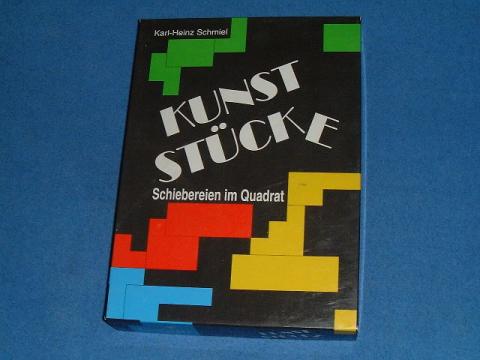 Karl-Heinz Schmiel
KUNST
STÜCKE
Schiebereien im Quadrat